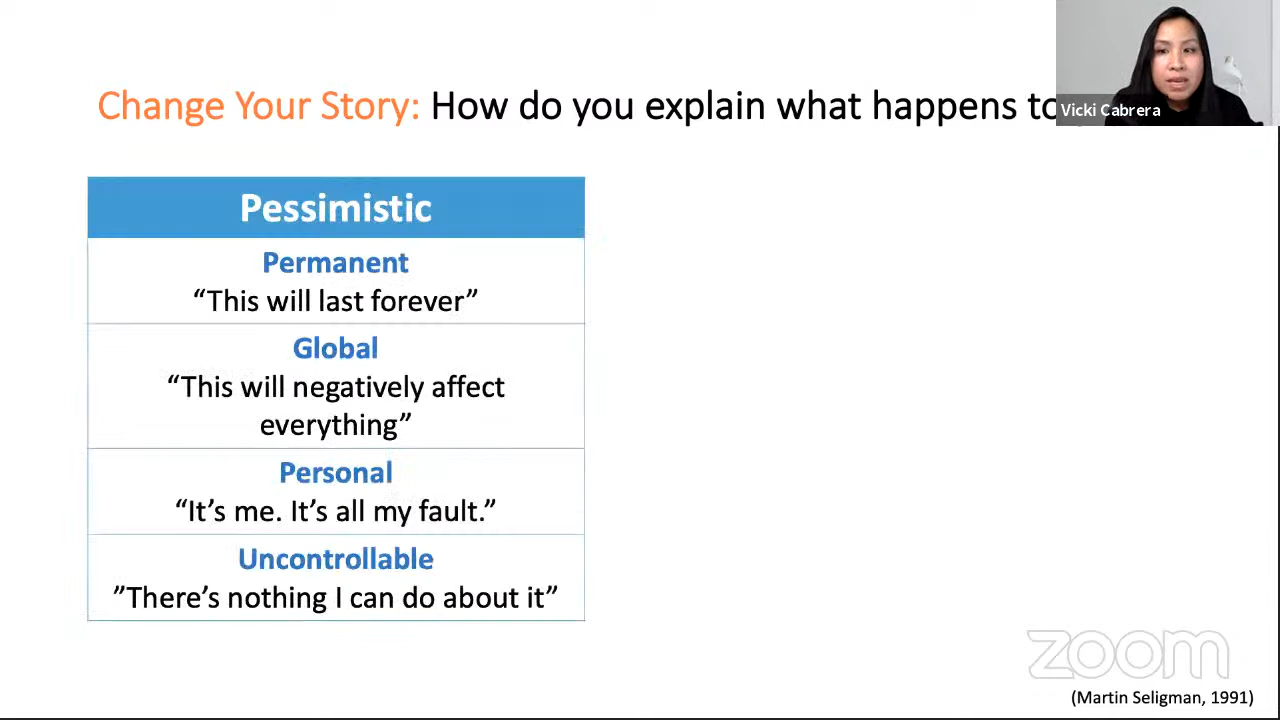 Change Your Story: How do you explain what happens to
Vicki Cabrera
Pessimistic
Permanent
“This will last forever”
Global
“This will negatively affect
everything”
Personal
“It’s me. It’s all my fault.”
Uncontrollable
”There’s nothing I can do about it”
zoom
(Martin Seligman, 1991)